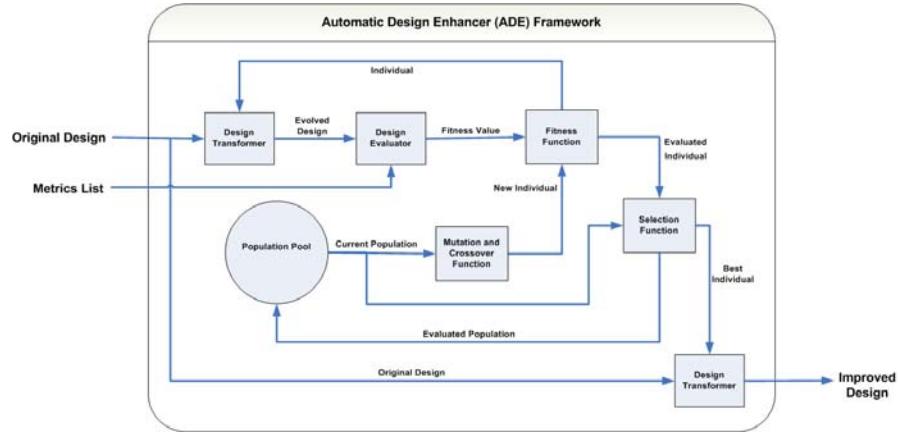 Automatic Design Enhancer (ADE) Framework
Individual
Original Design
Design
Transformer
Evolved
Design
Design
Evaluator
Fitness Value
Fitness
Function
Evaluated
Individual
Metrics List
New Individual
Population Pool
Current Population
Mutation and
Crossover
Function
Selection
Function
Best
Individual
Evaluated Population
Original Design
Design
Transformer
Improved
Design